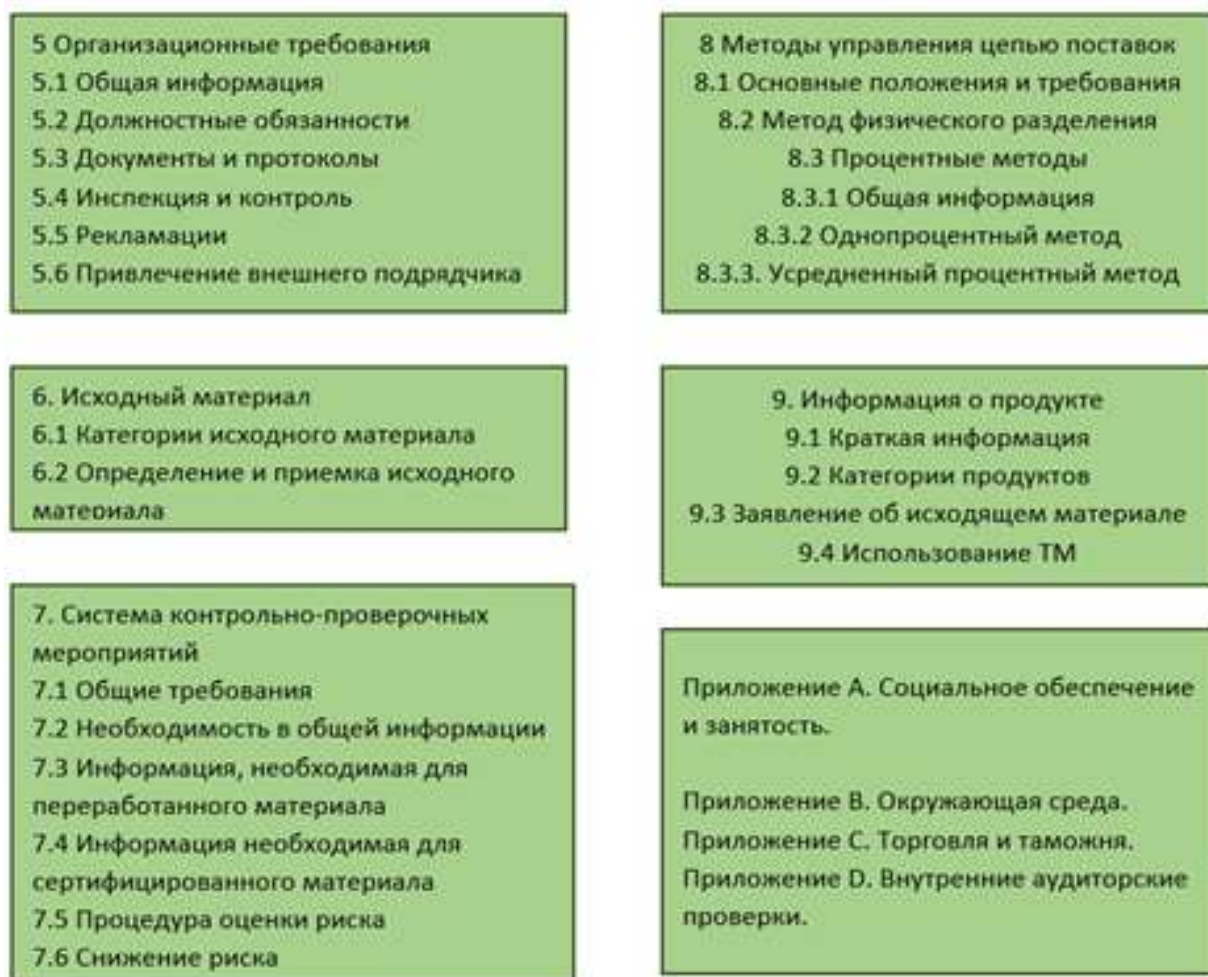 5 Организационные требования
5.1 Общая информация
5.2 Должностные обязанности
5.3 Документы и протоколы
5.4 Инспекция и контроль
5.5 Рекламации
5.6 Привлечение внешнего подрядчика
6. Исходный материал
6.1 Категории исходного материала
6.2 Определение и приемка исходного
материала
7. Система контрольно-проверочных
мероприятий
7.1 Общие требования
7.2 Необходимость в общей информации
7.3 Информация, необходимая для
переработанного материала
7.4 Информация необходимая для
сертифицированного материала
7.5 Процедура оценки риска
7.6 Снижение риска
8 Методы управления цепью поставок
8.1 Основные положения и требования
8.2 Метод физического разделения
8.3 Процентные методы
8.3.1 Общая информация
8.3.2 Однопроцентный метод
8.3.3. Усредненный процентный метод
9. Информация о продукте
9.1 Краткая информация
9.2 Категории продуктов
9.3 Заявление об исходящем материале
9.4 Использование ТМ
Приложение А. Социальное обеспечение
и занятость.
Приложение В. Окружающая среда.
Приложение С. Торговля и таможня.
Приложение D. Внутренние аудиторские
проверки.